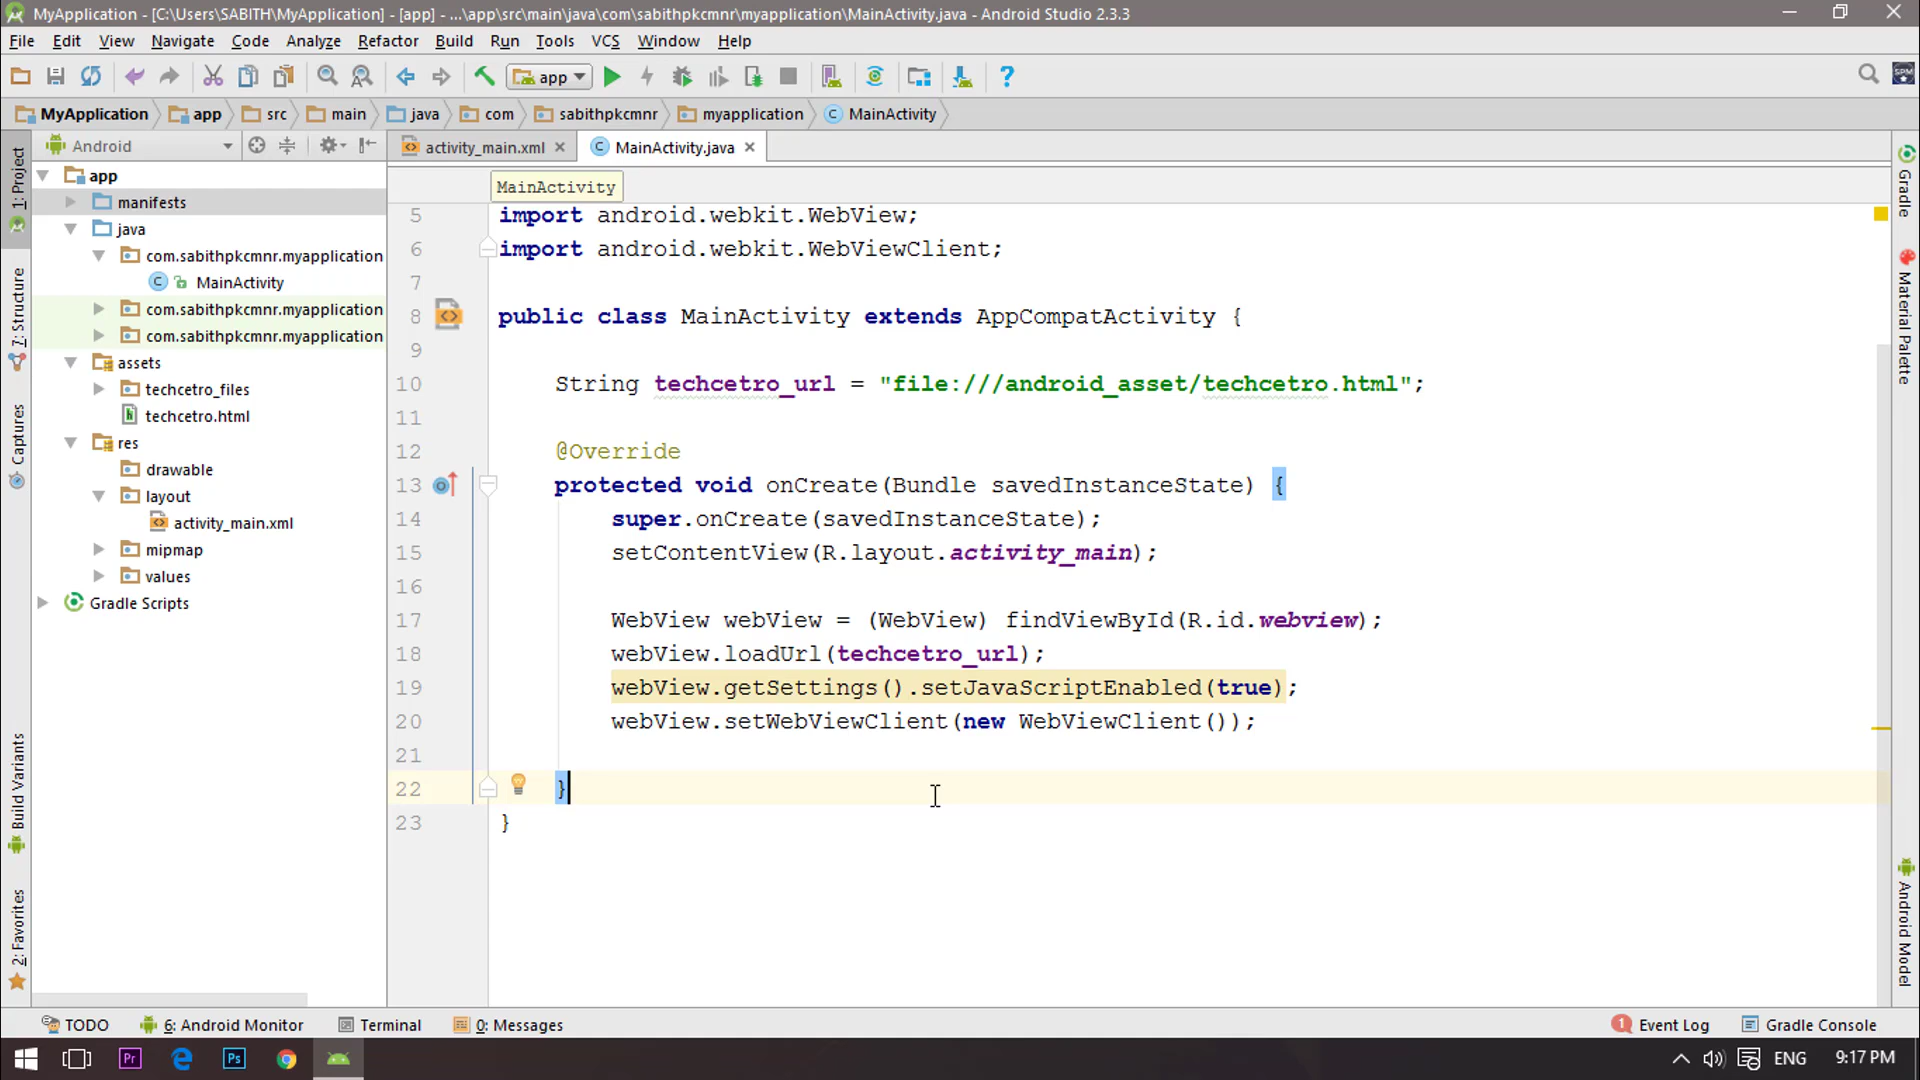 MyApplication - [C:\Users\SABITH\MyApplication] - [app] - ...\app\src\main\java\com\sabithpkcmnr\myapplication\MainActivity.java - Android Studio 2.3.3
File Edit View Navigate Code Analyze Refactor Build Run Tools VCS Window Help
app
SPM
MyApplication app src main java com sabithpkcmnr myapplication MainActivity
Android
activity_main.xml
MainActivity.java
1: Project
7: Structure
Captures
Build Variants
2: Favorites
app
manifests
java
com.sabithpkcmnr.myapplication
MainActivity
com.sabithpkcmnr.myapplication
com.sabithpkcmnr.myapplication
assets
techcetro_files
techcetro.html
res
drawable
layout
activity_main.xml
mipmap
values
Gradle Scripts
MainActivity
5 import android.webkit.WebView;
6 import android.webkit.WebViewClient;
7
8 public class MainActivity extends AppCompatActivity {
9
10 String techcetro_url = "file:///android_asset/techcetro.html";
11
12 @Override
13 protected void onCreate(Bundle savedInstanceState) {
14 super.onCreate(savedInstanceState);
15 setContentView(R.layout.activity_main);
16
17 WebView webView = (WebView) findViewById(R.id.webview);
18 webView.loadUrl(techcetro_url);
19 webView.getSettings().setJavaScriptEnabled(true);
20 webView.setWebViewClient(new WebViewClient());
21
22 }
23 }
Gradle
Material Palette
Android Model
TODO 6: Android Monitor Terminal 0: Messages
1 Event Log Gradle Console
Pr Ps
ENG 9:17 PM